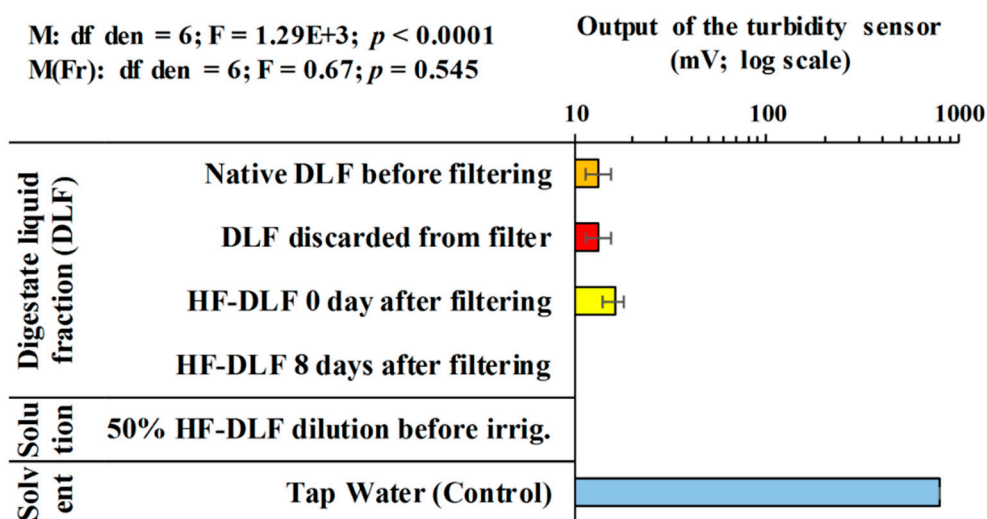 M: df den = 6; F = 1.29E+3; p < 0.0001
M(Fr): df den = 6; F = 0.67; p = 0.545
Output of the turbidity sensor
(mV; log scale)
10 100 1000
Digestate liquid
fraction (DLF)
Native DLF before filtering
DLF discarded from filter
HF-DLF 0 day after filtering
HF-DLF 8 days after filtering
Solu
tion
50% HF-DLF dilution before irrig.
Solv
ent
Tap Water (Control)